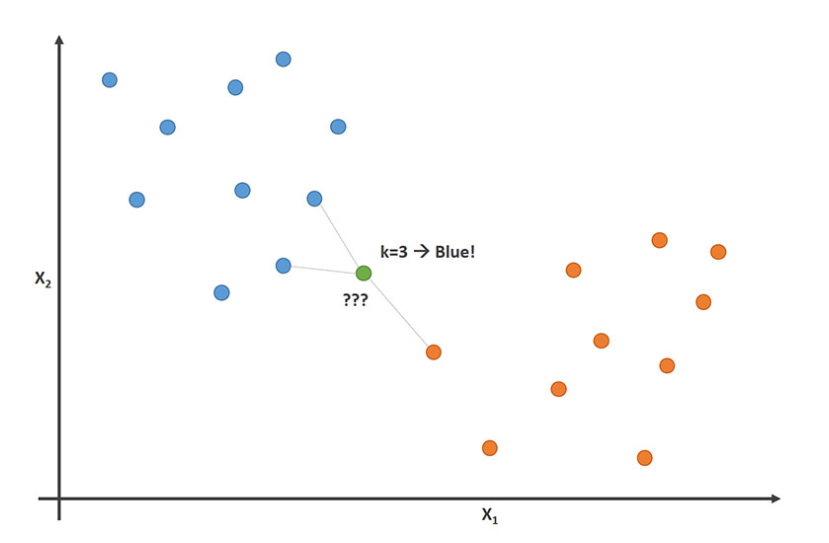 k=3 → Blue!
X₂
???
X₁